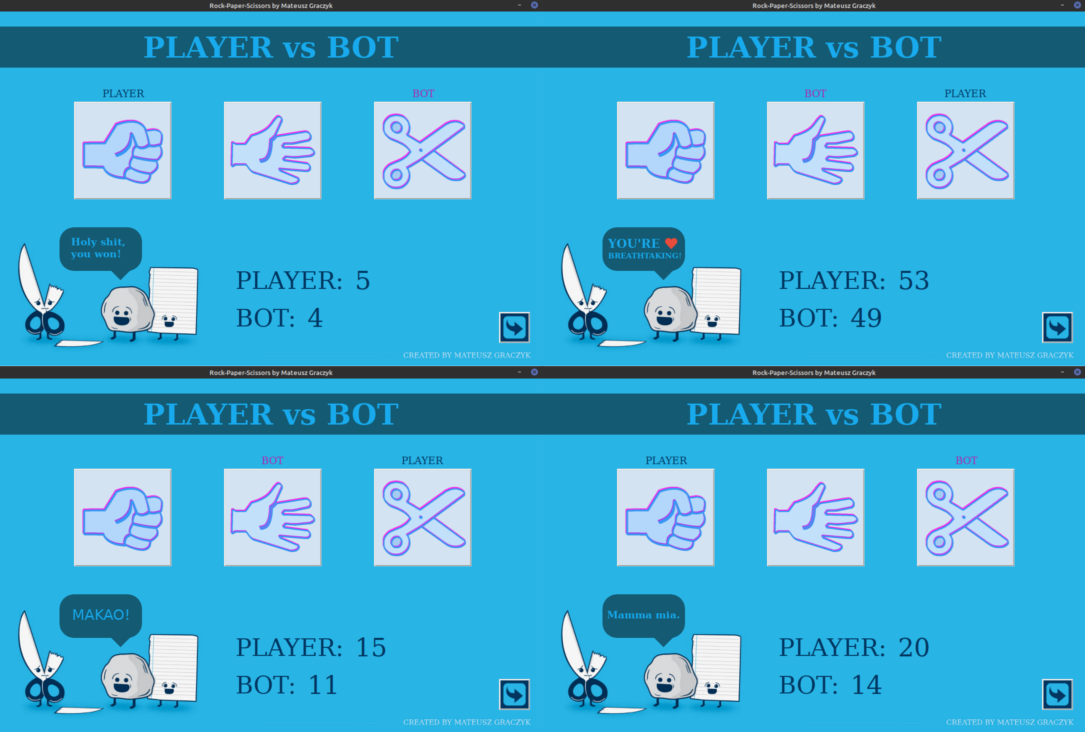 Rock-Paper-Scissors by Mateusz Graczyk
PLAYER vs BOT
PLAYER
BOT
Holy shit,
you won!
PLAYER: 5
BOT: 4
CREATED BY MATEUSZ GRACZYK
Rock-Paper-Scissors by Mateusz Graczyk
PLAYER vs BOT
BOT
PLAYER
YOU'RE ❤
BREATHTAKING!
PLAYER: 53
BOT: 49
CREATED BY MATEUSZ GRACZYK
Rock-Paper-Scissors by Mateusz Graczyk
PLAYER vs BOT
BOT
PLAYER
MAKAO!
PLAYER: 15
BOT: 11
CREATED BY MATEUSZ GRACZYK
Rock-Paper-Scissors by Mateusz Graczyk
PLAYER vs BOT
PLAYER
BOT
Mamma mia.
PLAYER: 20
BOT: 14
CREATED BY MATEUSZ GRACZYK